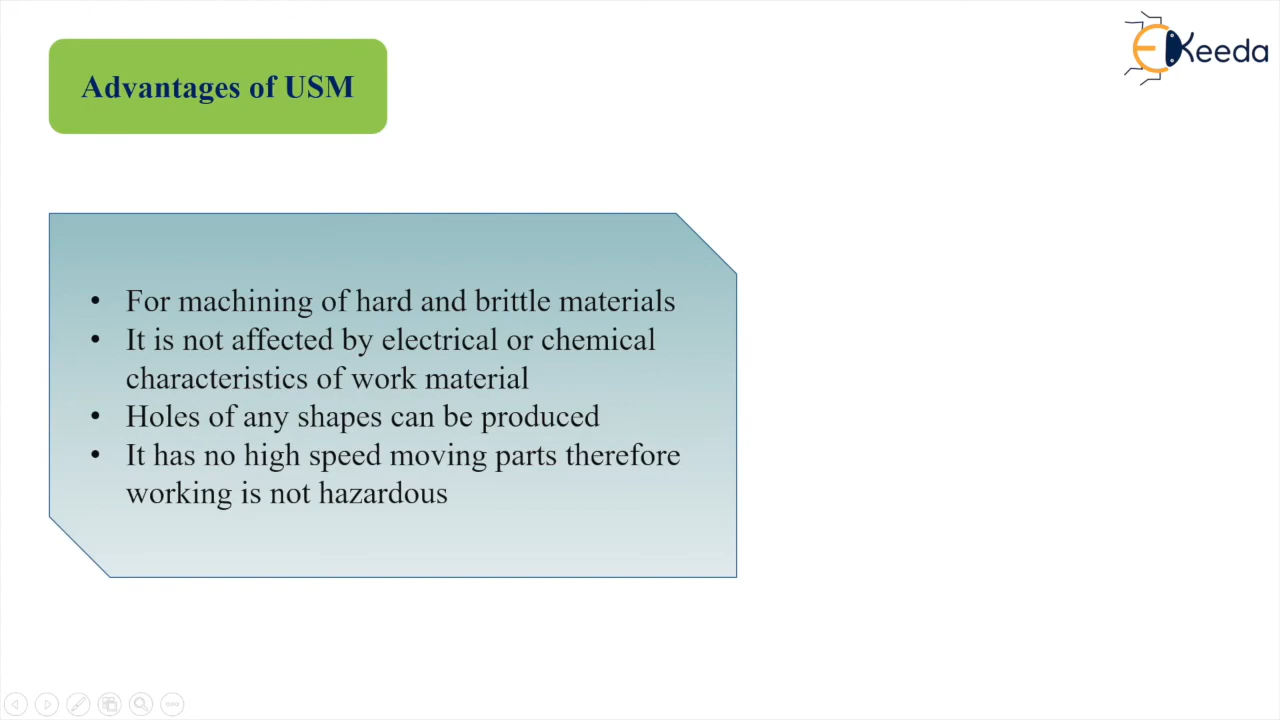 Advantages of USM
EKeeda
• For machining of hard and brittle materials
• It is not affected by electrical or chemical
characteristics of work material
• Holes of any shapes can be produced
• It has no high speed moving parts therefore
working is not hazardous